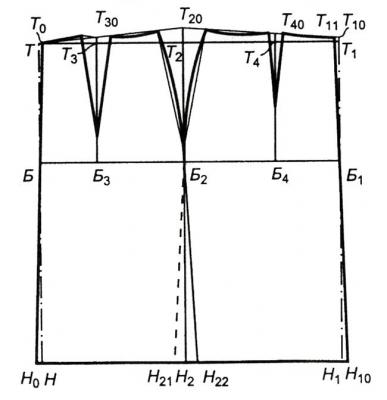 T₀ T₃₀ T₂₀ T₄₀ T₁₁ T₁₀
T T₃ T₂ T₄ T₁
Б Б₃ Б₂ Б₄ Б₁
H₀ H H₂₁ H₂ H₂₂ H₁ H₁₀